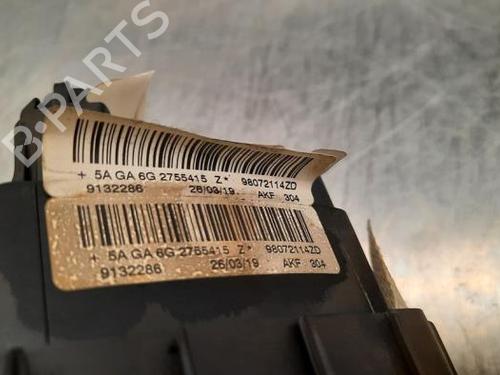 B-PARTS
+ 5A GA 6G 2755415 Z* 98072114ZD
9132286 26/03/19 AKF 304
+ 5A GA 6G 2755415 Z* 98072114ZD
9132286 26/03/19 AKF 304